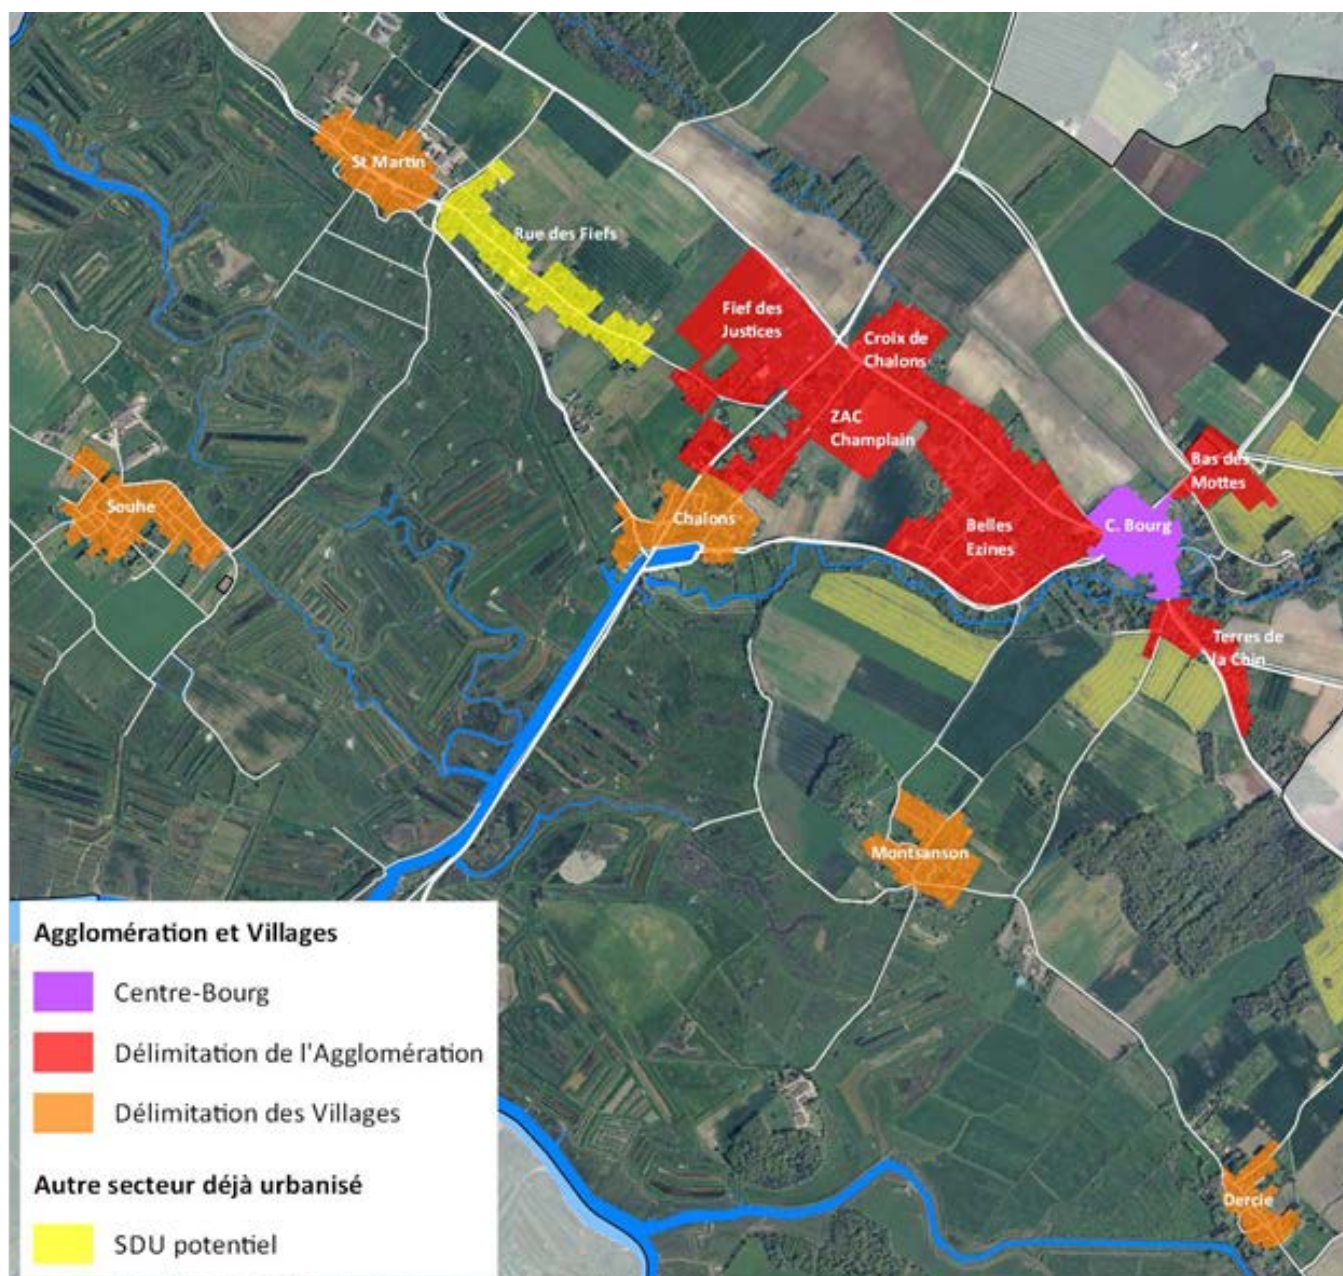 St Martin
Rue des Fiefs
Fief des
Justices
Croix de
Chalons
ZAC
Champlain
Bas des
Mottes
Souhe
Chalons
Belles
Ezines
C. Bourg
Terres de
la Chin
Montsanson
Dercie
Agglomération et Villages
Centre-Bourg
Délimitation de l'Agglomération
Délimitation des Villages
Autre secteur déjà urbanisé
SDU potentiel